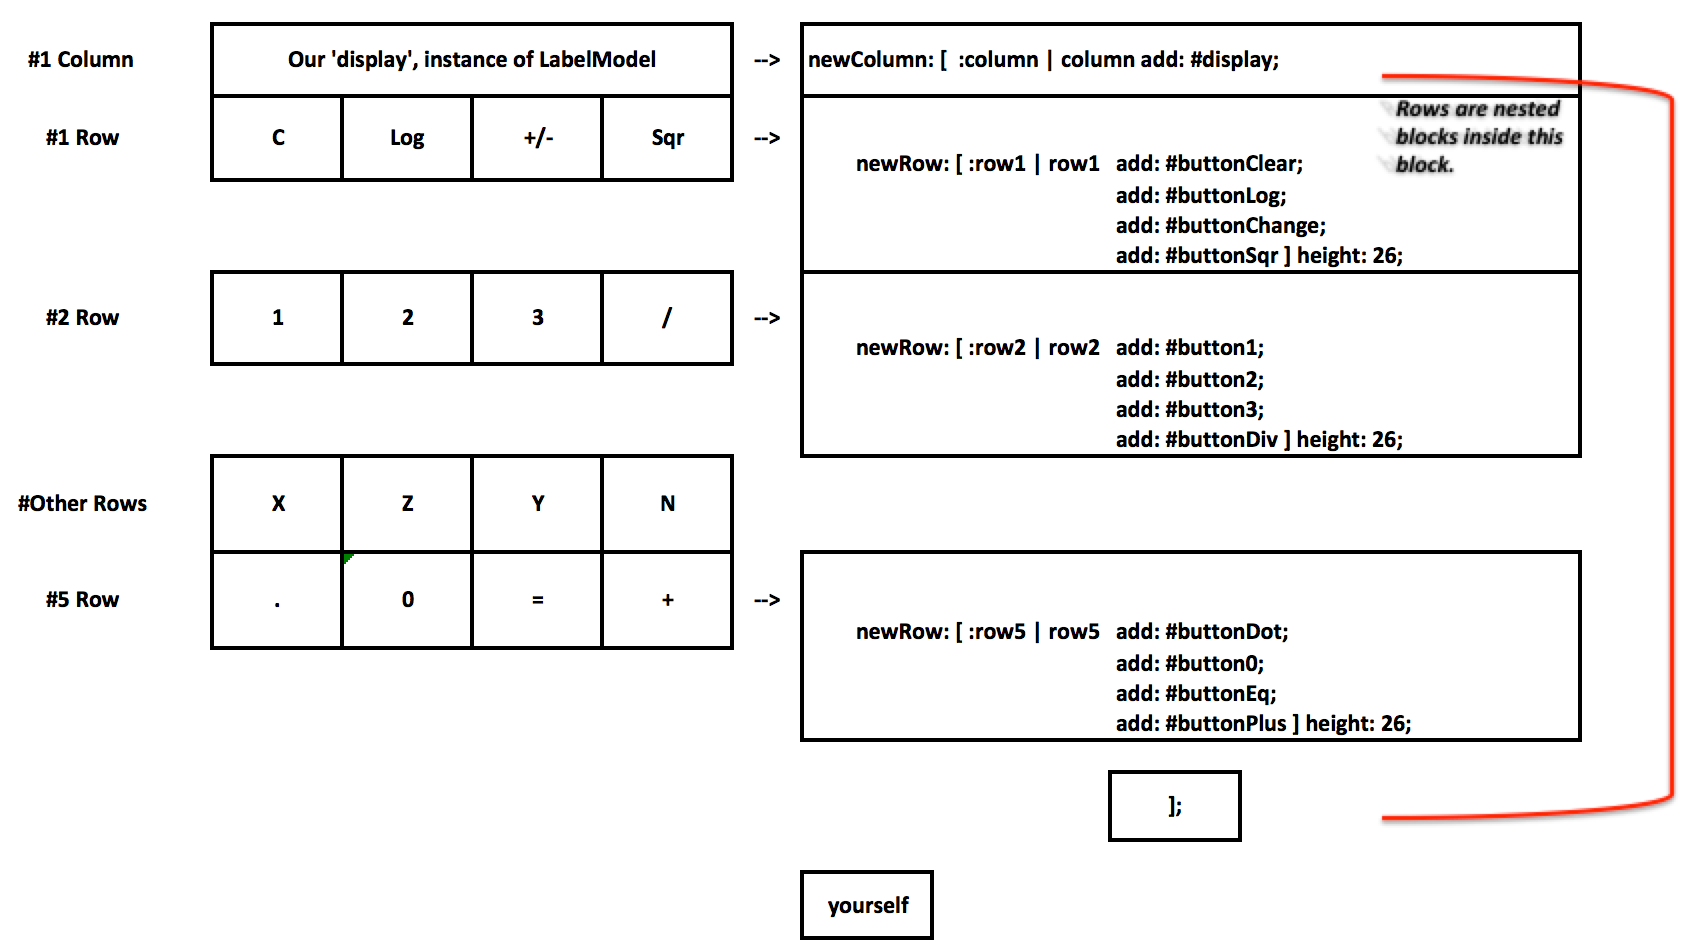 #1 Column Our 'display', instance of LabelModel --> newColumn: [ :column | column add: #display;
#1 Row C Log +/- Sqr -->
Rows are nested
blocks inside this
block.
newRow: [ :row1 | row1 add: #buttonClear;
add: #buttonLog;
add: #buttonChange;
add: #buttonSqr ] height: 26;
#2 Row 1 2 3 / -->
newRow: [ :row2 | row2 add: #button1;
add: #button2;
add: #button3;
add: #buttonDiv ] height: 26;
#Other Rows X Z Y N
#5 Row . 0 = + -->
newRow: [ :row5 | row5 add: #buttonDot;
add: #button0;
add: #buttonEq;
add: #buttonPlus ] height: 26;
];
yourself